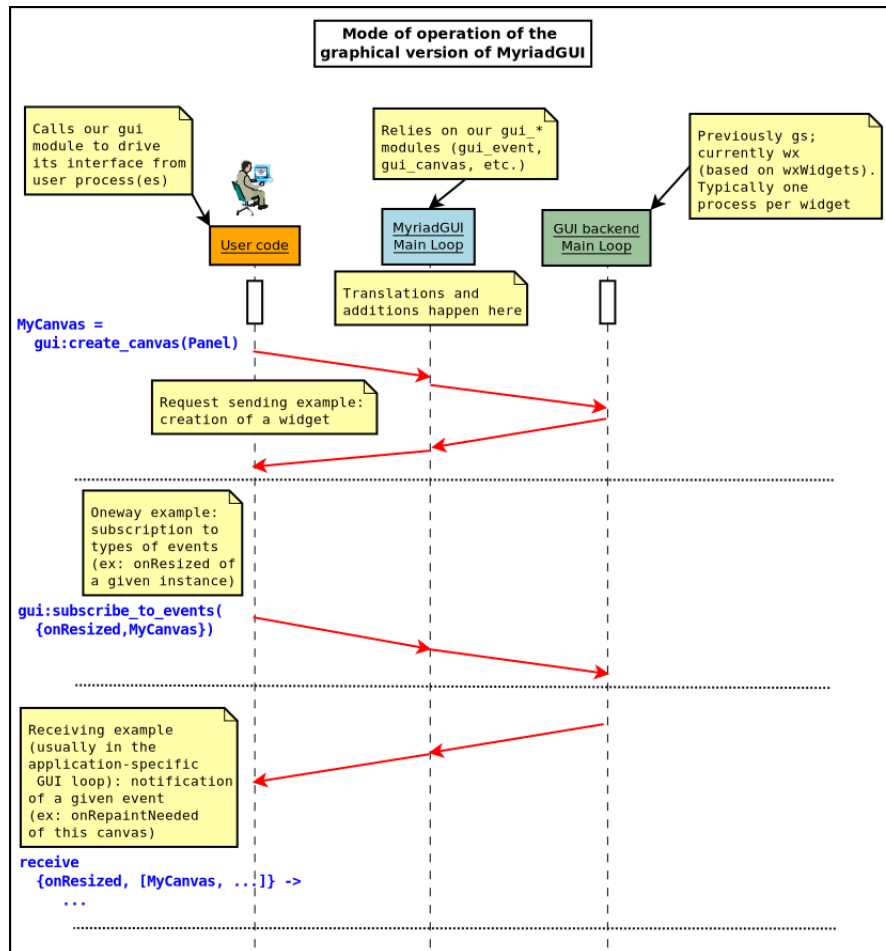 Mode of operation of the
graphical version of MyriadGUI
Calls our gui
module to drive
its interface from
user process(es)
Relies on our gui_*
modules (gui_event,
gui_canvas, etc.)
Previously gs;
currently wx
(based on wxWidgets).
Typically one
process per widget
User code
MyriadGUI
Main Loop
GUI backend
Main Loop
Translations and
additions happen here
MyCanvas =
gui:create_canvas(Panel)
Request sending example:
creation of a widget
Oneway example:
subscription to
types of events
(ex: onResized of
a given instance)
gui:subscribe_to_events(
{onResized,MyCanvas})
Receiving example
(usually in the
application-specific
GUI loop): notification
of a given event
(ex: onRepaintNeeded
of this canvas)
receive
{onResized, [MyCanvas, ...]} ->
...